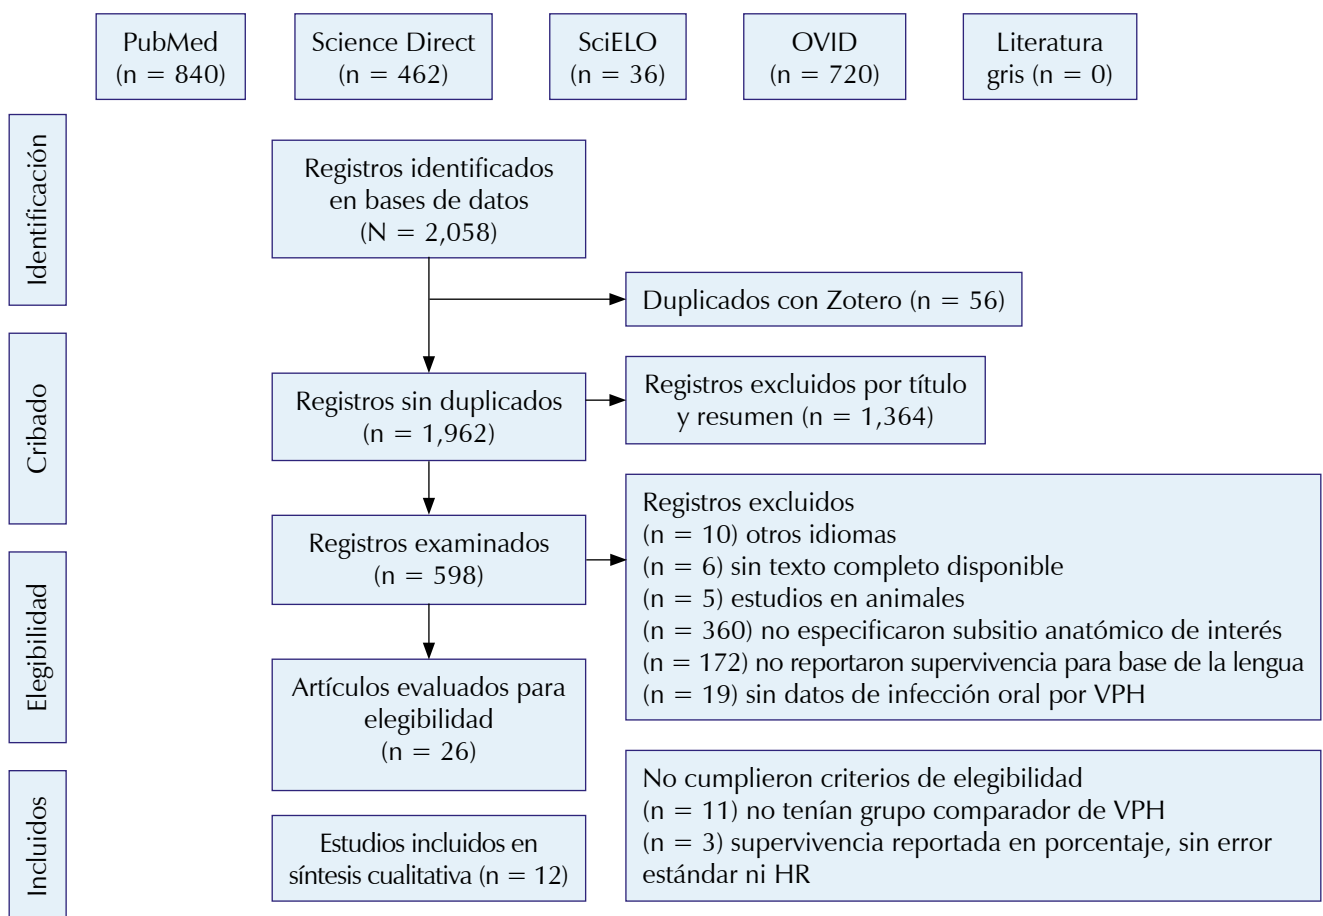 PubMed
(n = 840)
Science Direct
(n = 462)
SciELO
(n = 36)
OVID
(n = 720)
Literatura
gris (n = 0)
Identificación
Registros identificados
en bases de datos
(N = 2,058)
Duplicados con Zotero (n = 56)
Cribado
Registros sin duplicados
(n = 1,962)
Registros excluidos por título
y resumen (n = 1,364)
Registros examinados
(n = 598)
Registros excluidos
(n = 10) otros idiomas
(n = 6) sin texto completo disponible
(n = 5) estudios en animales
(n = 360) no especificaron subsitio anatómico de interés
(n = 172) no reportaron supervivencia para base de la lengua
(n = 19) sin datos de infección oral por VPH
Elegibilidad
Artículos evaluados para
elegibilidad
(n = 26)
No cumplieron criterios de elegibilidad
(n = 11) no tenían grupo comparador de VPH
(n = 3) supervivencia reportada en porcentaje, sin error
estándar ni HR
Incluidos
Estudios incluidos en
síntesis cualitativa (n = 12)